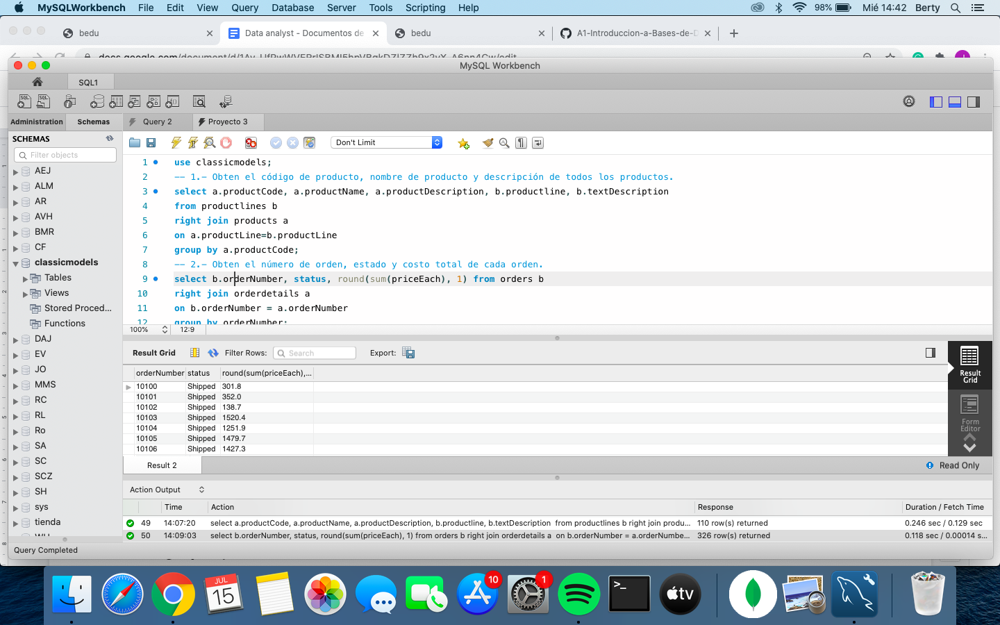 MySQLWorkbench File Edit View Query Database Server Tools Scripting Help 98% Mié 14:42 Berty
bedu Data analyst - Documentos de bedu A1-Introduccion-a-Bases-de-D
MySQL Workbench
SQL1
Administration Schemas Query 2 Proyecto 3
SCHEMAS
Don't Limit
Filter objects
AEJ
ALM
AR
AVH
BMR
CF
classicmodels
Tables
Views
Stored Proced...
Functions
DAJ
EV
JO
MMS
RC
RL
Ro
SA
SC
SCZ
SH
sys
tienda
1 use classicmodels;
2 -- 1.- Obten el código de producto, nombre de producto y descripción de todos los productos.
3 select a.productCode, a.productName, a.productDescription, b.productline, b.textDescription
4 from productlines b
5 right join products a
6 on a.productLine=b.productLine
7 group by a.productCode;
8 -- 2.- Obten el número de orden, estado y costo total de cada orden.
9 select b.orderNumber, status, round(sum(priceEach), 1) from orders b
10 right join orderdetails a
11 on b.orderNumber = a.orderNumber
12 group by orderNumber;
100% 12:9
Result Grid Filter Rows: Search Export:
orderNumber status round(sum(priceEach),...
10100 Shipped 301.8
10101 Shipped 352.0
10102 Shipped 138.7
10103 Shipped 1520.4
10104 Shipped 1251.9
10105 Shipped 1479.7
10106 Shipped 1427.3
Result Grid
Form Editor
Result 2 Read Only
Action Output
Time Action Response Duration / Fetch Time
49 14:07:20 select a.productCode, a.productName, a.productDescription, b.productline, b.textDescription from productlines b right join produ... 110 row(s) returned 0.246 sec / 0.129 sec
50 14:09:03 select b.orderNumber, status, round(sum(priceEach), 1) from orders b right join orderdetails a on b.orderNumber = a.orderNumbe... 326 row(s) returned 0.118 sec / 0.00014 s...
Query Completed
JUL
15
10
1
tv